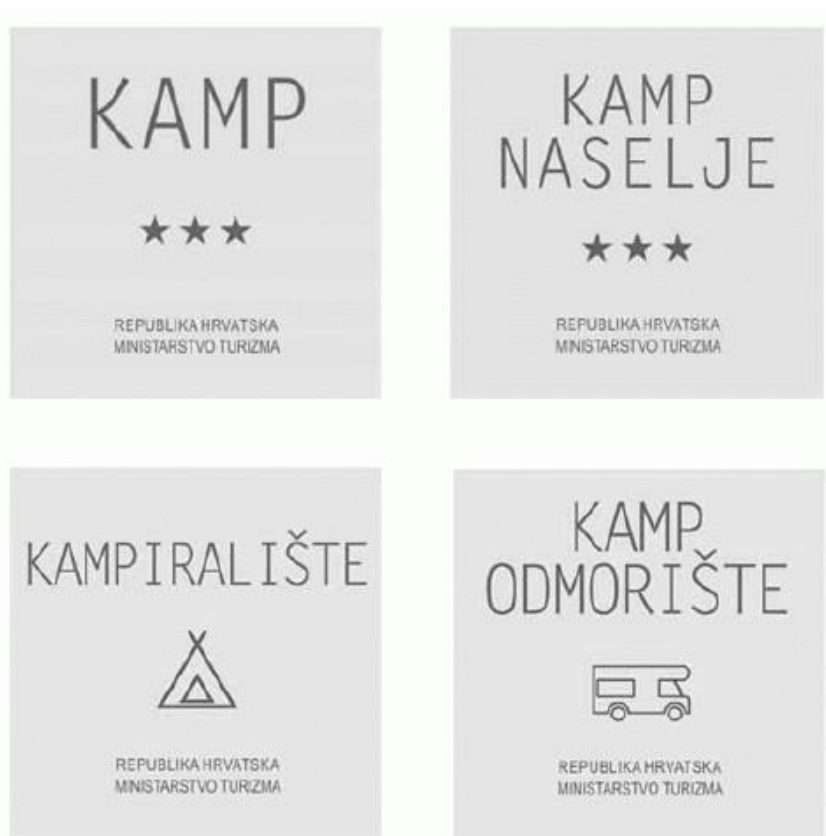 KAMP
REPUBLIKA HRVATSKA
MINISTARSTVO TURIZMA
KAMP
NASELJE
REPUBLIKA HRVATSKA
MINISTARSTVO TURIZMA
KAMPIRALIŠTE
REPUBLIKA HRVATSKA
MINISTARSTVO TURIZMA
KAMP
ODMORIŠTE
REPUBLIKA HRVATSKA
MINISTARSTVO TURIZMA